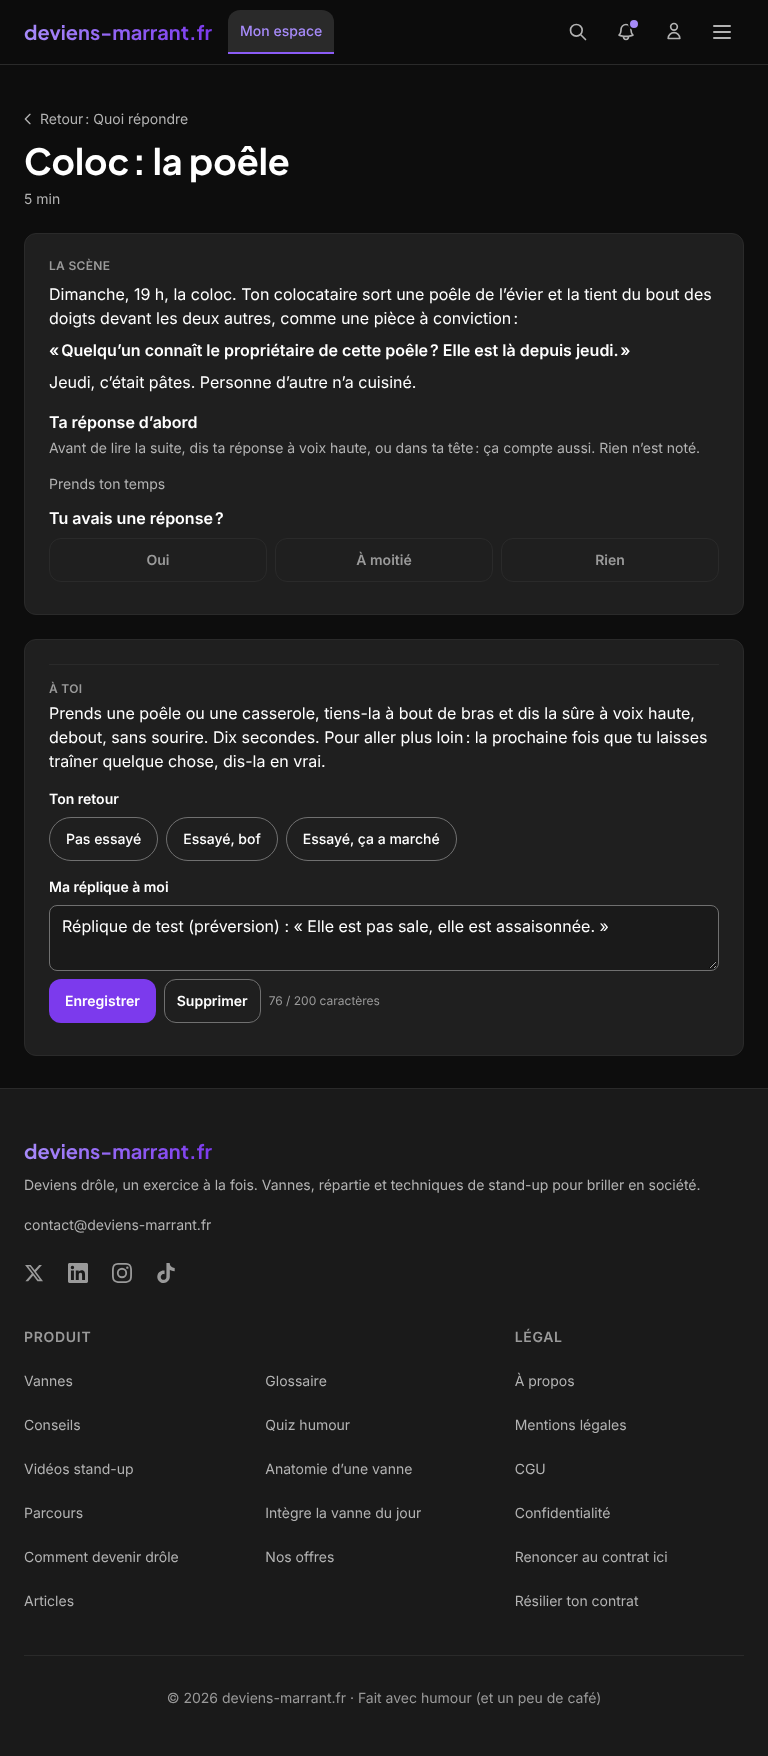 deviens-marrant.fr
Mon espace
Retour : Quoi répondre
Coloc : la poêle
5 min
LA SCÈNE
Dimanche, 19 h, la coloc. Ton colocataire sort une poêle de l’évier et la tient du bout des
doigts devant les deux autres, comme une pièce à conviction :
« Quelqu’un connaît le propriétaire de cette poêle ? Elle est là depuis jeudi. »
Jeudi, c’était pâtes. Personne d’autre n’a cuisiné.
Ta réponse d’abord
Avant de lire la suite, dis ta réponse à voix haute, ou dans ta tête : ça compte aussi. Rien n’est noté.
Prends ton temps
Tu avais une réponse ?
Oui
À moitié
Rien
À TOI
Prends une poêle ou une casserole, tiens-la à bout de bras et dis la sûre à voix haute,
debout, sans sourire. Dix secondes. Pour aller plus loin : la prochaine fois que tu laisses
traîner quelque chose, dis-la en vrai.
Ton retour
Pas essayé
Essayé, bof
Essayé, ça a marché
Ma réplique à moi
Réplique de test (préversion) : « Elle est pas sale, elle est assaisonnée. »
Enregistrer
Supprimer
76 / 200 caractères
deviens-marrant.fr
Deviens drôle, un exercice à la fois. Vannes, répartie et techniques de stand-up pour briller en société.
contact@deviens-marrant.fr
PRODUIT
Vannes
Conseils
Vidéos stand-up
Parcours
Comment devenir drôle
Articles
Glossaire
Quiz humour
Anatomie d’une vanne
Intègre la vanne du jour
Nos offres
LÉGAL
À propos
Mentions légales
CGU
Confidentialité
Renoncer au contrat ici
Résilier ton contrat
© 2026 deviens-marrant.fr · Fait avec humour (et un peu de café)